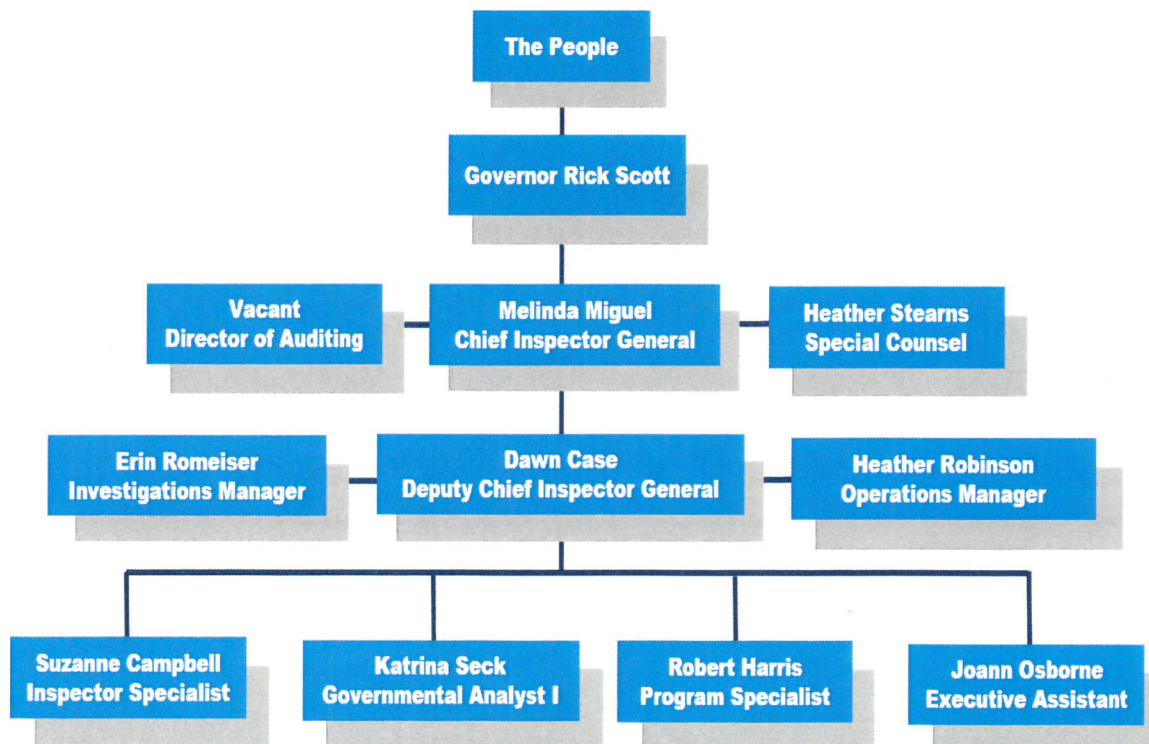 The People
Governor Rick Scott
Vacant
Director of Auditing
Melinda Miguel
Chief Inspector General
Heather Stearns
Special Counsel
Erin Romeiser
Investigations Manager
Dawn Case
Deputy Chief Inspector General
Heather Robinson
Operations Manager
Suzanne Campbell
Inspector Specialist
Katrina Seck
Governmental Analyst I
Robert Harris
Program Specialist
Joann Osborne
Executive Assistant